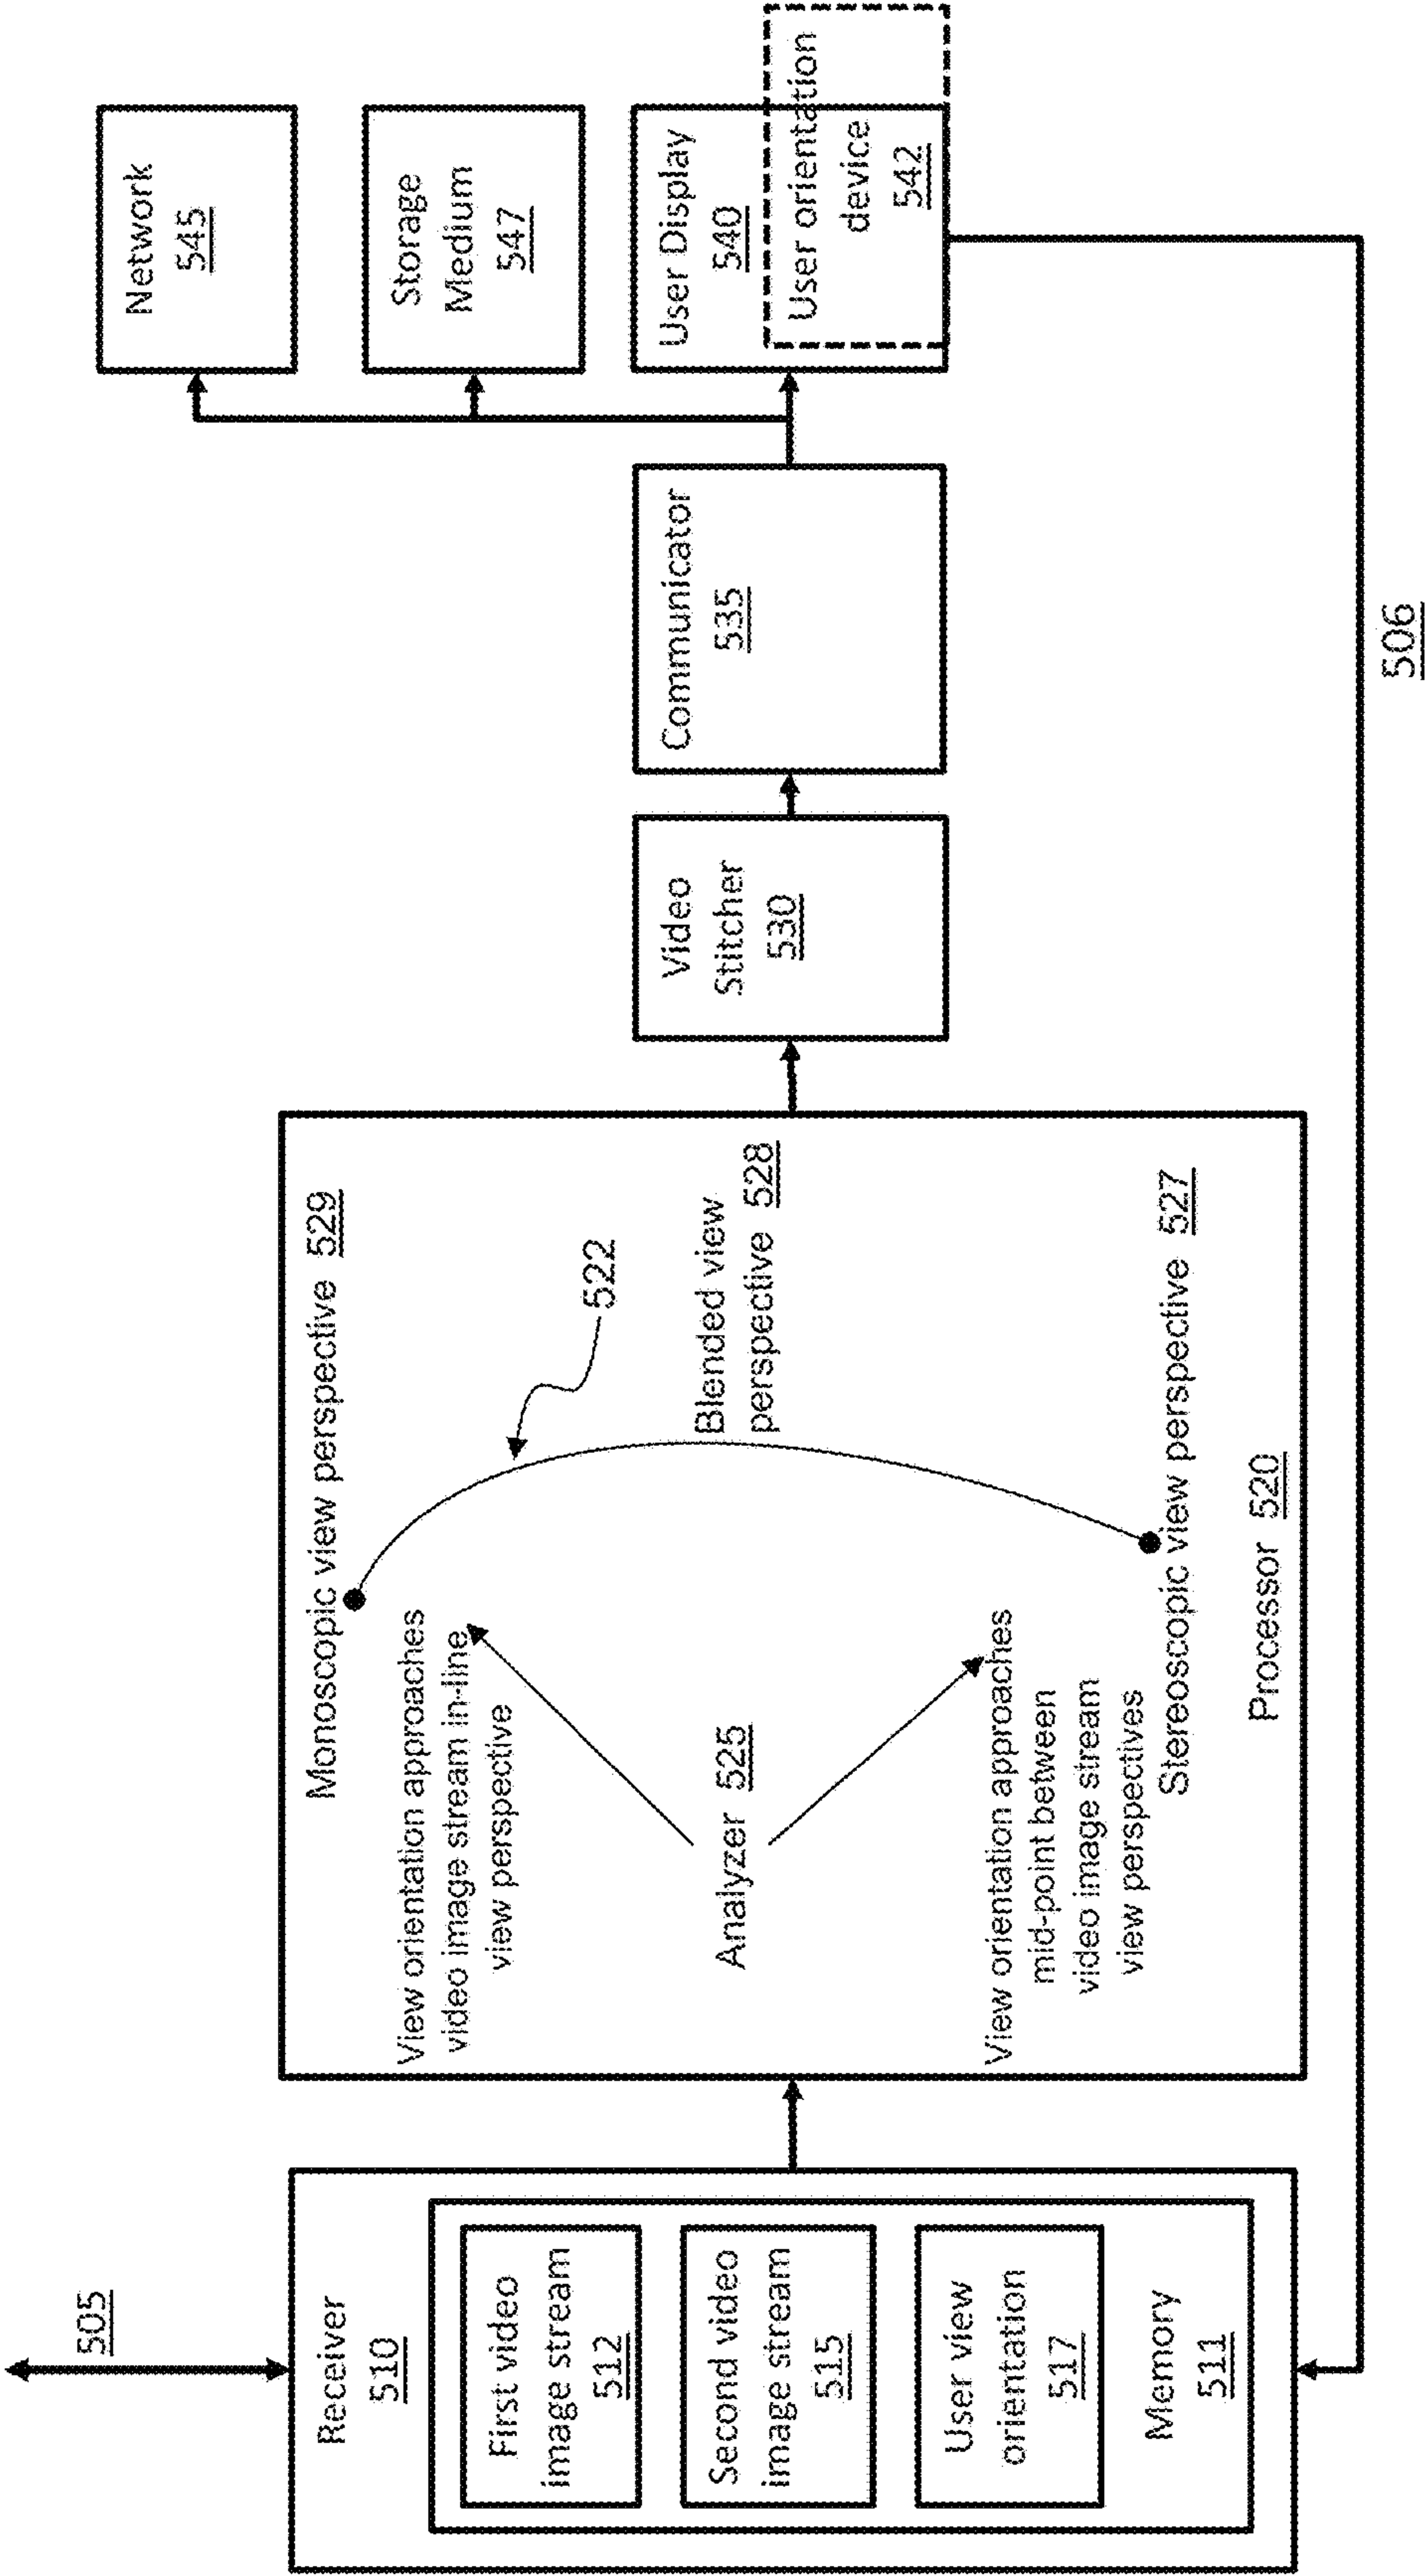 505
Receiver
510
First video
image stream
512
Second video
image stream
515
User view
orientation
517
Memory
511
Monoscopic view perspective 529
View orientation approaches
video image stream in-line
view perspective
522
Analyzer 525
Blended view
perspective 528
View orientation approaches
mid-point between
video image stream
view perspectives
Stereoscopic view perspective 527
Processor 520
Video
Stitcher
530
Communicator
535
Network
545
Storage
Medium
547
User Display
540
User orientation
device
542
506